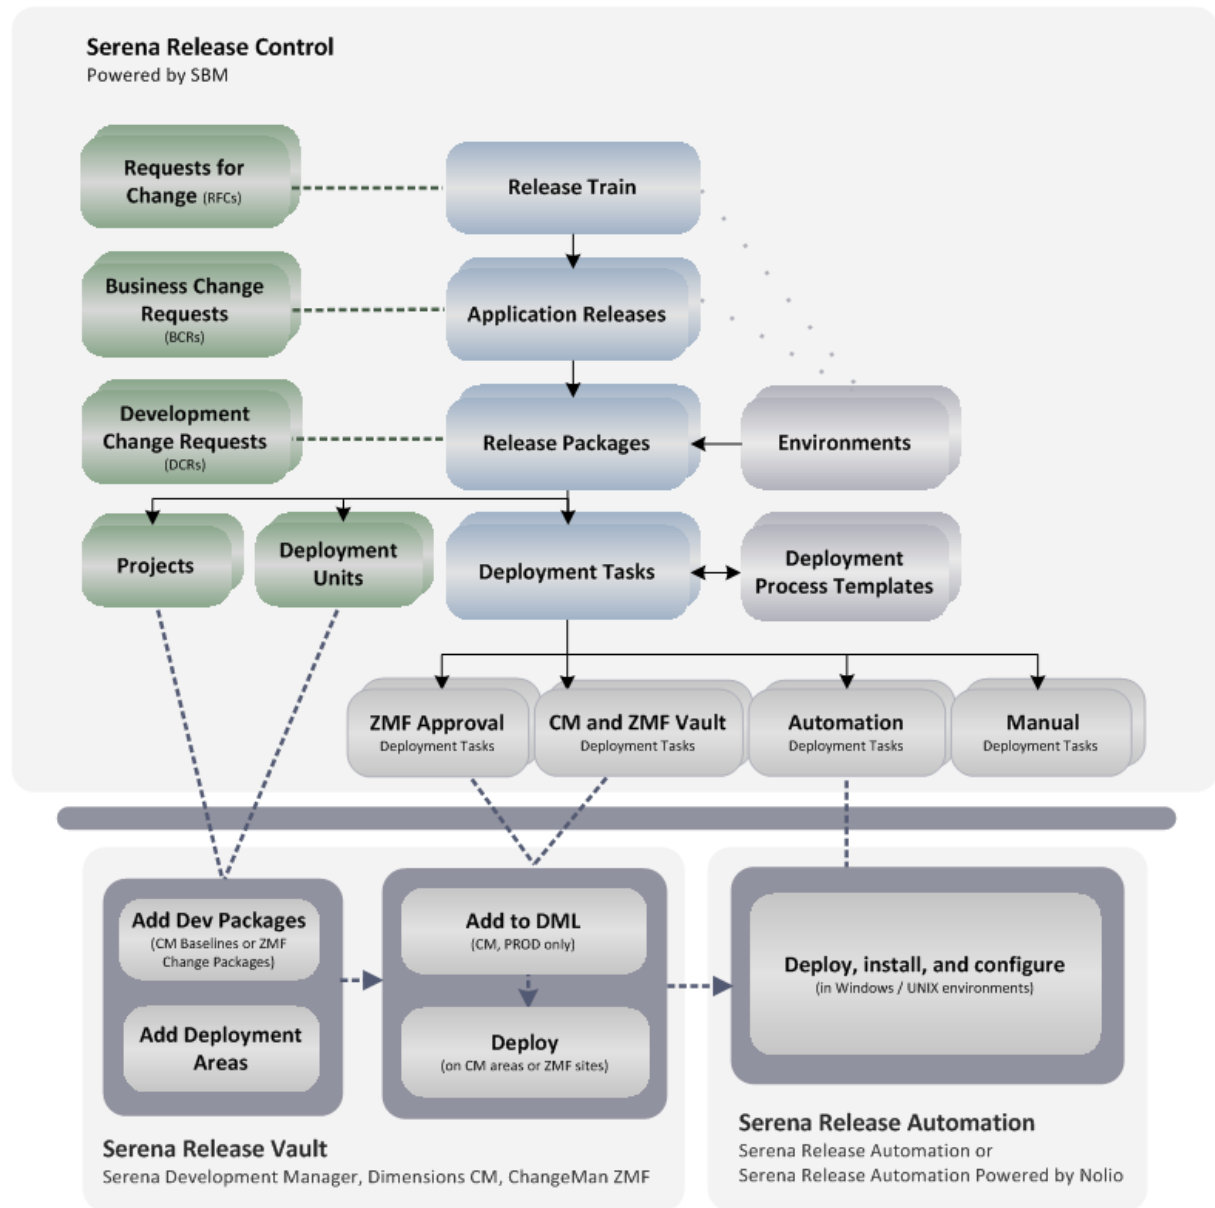 Serena Release Control
Powered by SBM
Requests for
Change (RFCs)
Release Train
Business Change
Requests
(BCRs)
Application Releases
Development
Change Requests
(DCRs)
Release Packages
Environments
Projects
Deployment
Units
Deployment Tasks
Deployment
Process Templates
ZMF Approval
Deployment Tasks
CM and ZMF Vault
Deployment Tasks
Automation
Deployment Tasks
Manual
Deployment Tasks
Add Dev Packages
(CM Baselines or ZMF
Change Packages)
Add Deployment
Areas
Add to DML
(CM, PROD only)
Deploy
(on CM areas or ZMF sites)
Deploy, install, and configure
(in Windows / UNIX environments)
Serena Release Vault
Serena Development Manager, Dimensions CM, ChangeMan ZMF
Serena Release Automation
Serena Release Automation or
Serena Release Automation Powered by Nolio